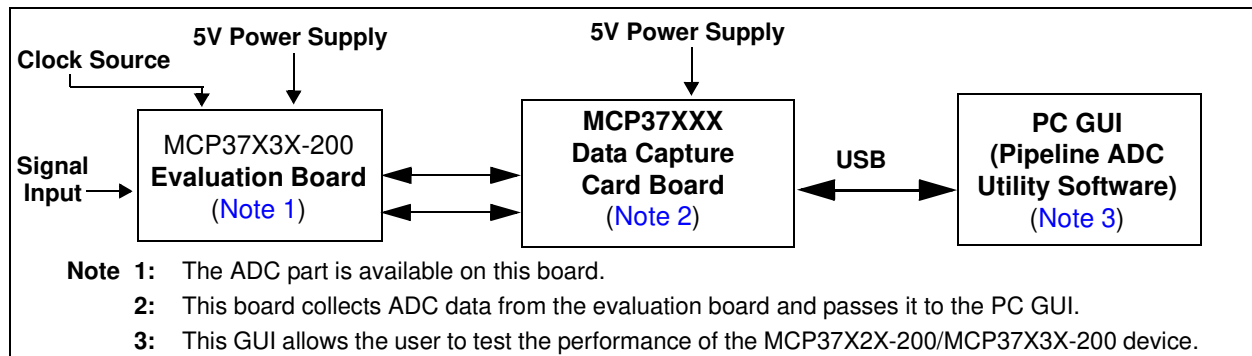 5V Power Supply
5V Power Supply
Clock Source
MCP37X3X-200
Evaluation Board
(Note 1)
Signal
Input
MCP37XXX
Data Capture
Card Board
(Note 2)
USB
PC GUI
(Pipeline ADC
Utility Software)
(Note 3)
Note 1: The ADC part is available on this board.
2: This board collects ADC data from the evaluation board and passes it to the PC GUI.
3: This GUI allows the user to test the performance of the MCP37X2X-200/MCP37X3X-200 device.